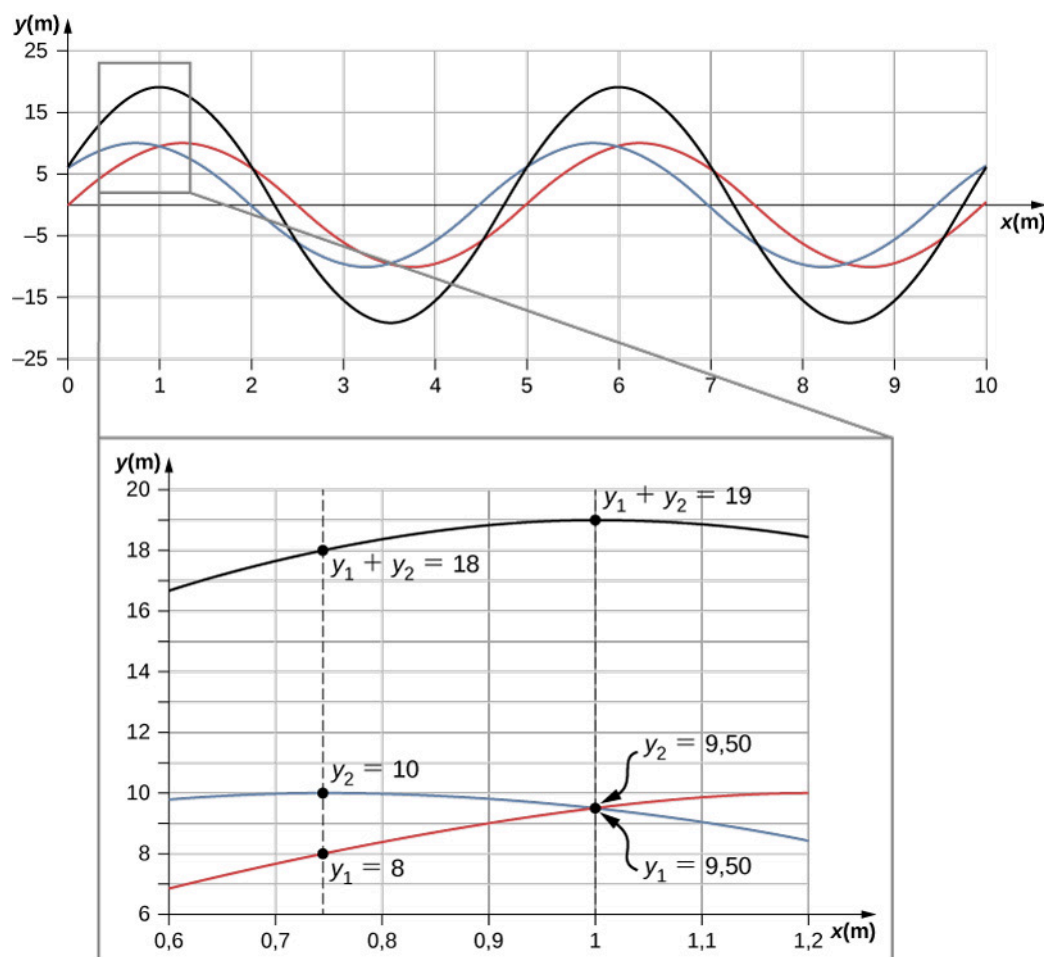 y(m)
25
15
5
–5
–15
–25
x(m)
0 1 2 3 4 5 6 7 8 9 10
y(m)
20
18
16
14
12
10
8
6
y₁ + y₂ = 19
y₁ + y₂ = 18
y₂ = 9,50
y₂ = 10
y₁ = 8
y₁ = 9,50
0,6 0,7 0,8 0,9 1 1,1 1,2 x(m)